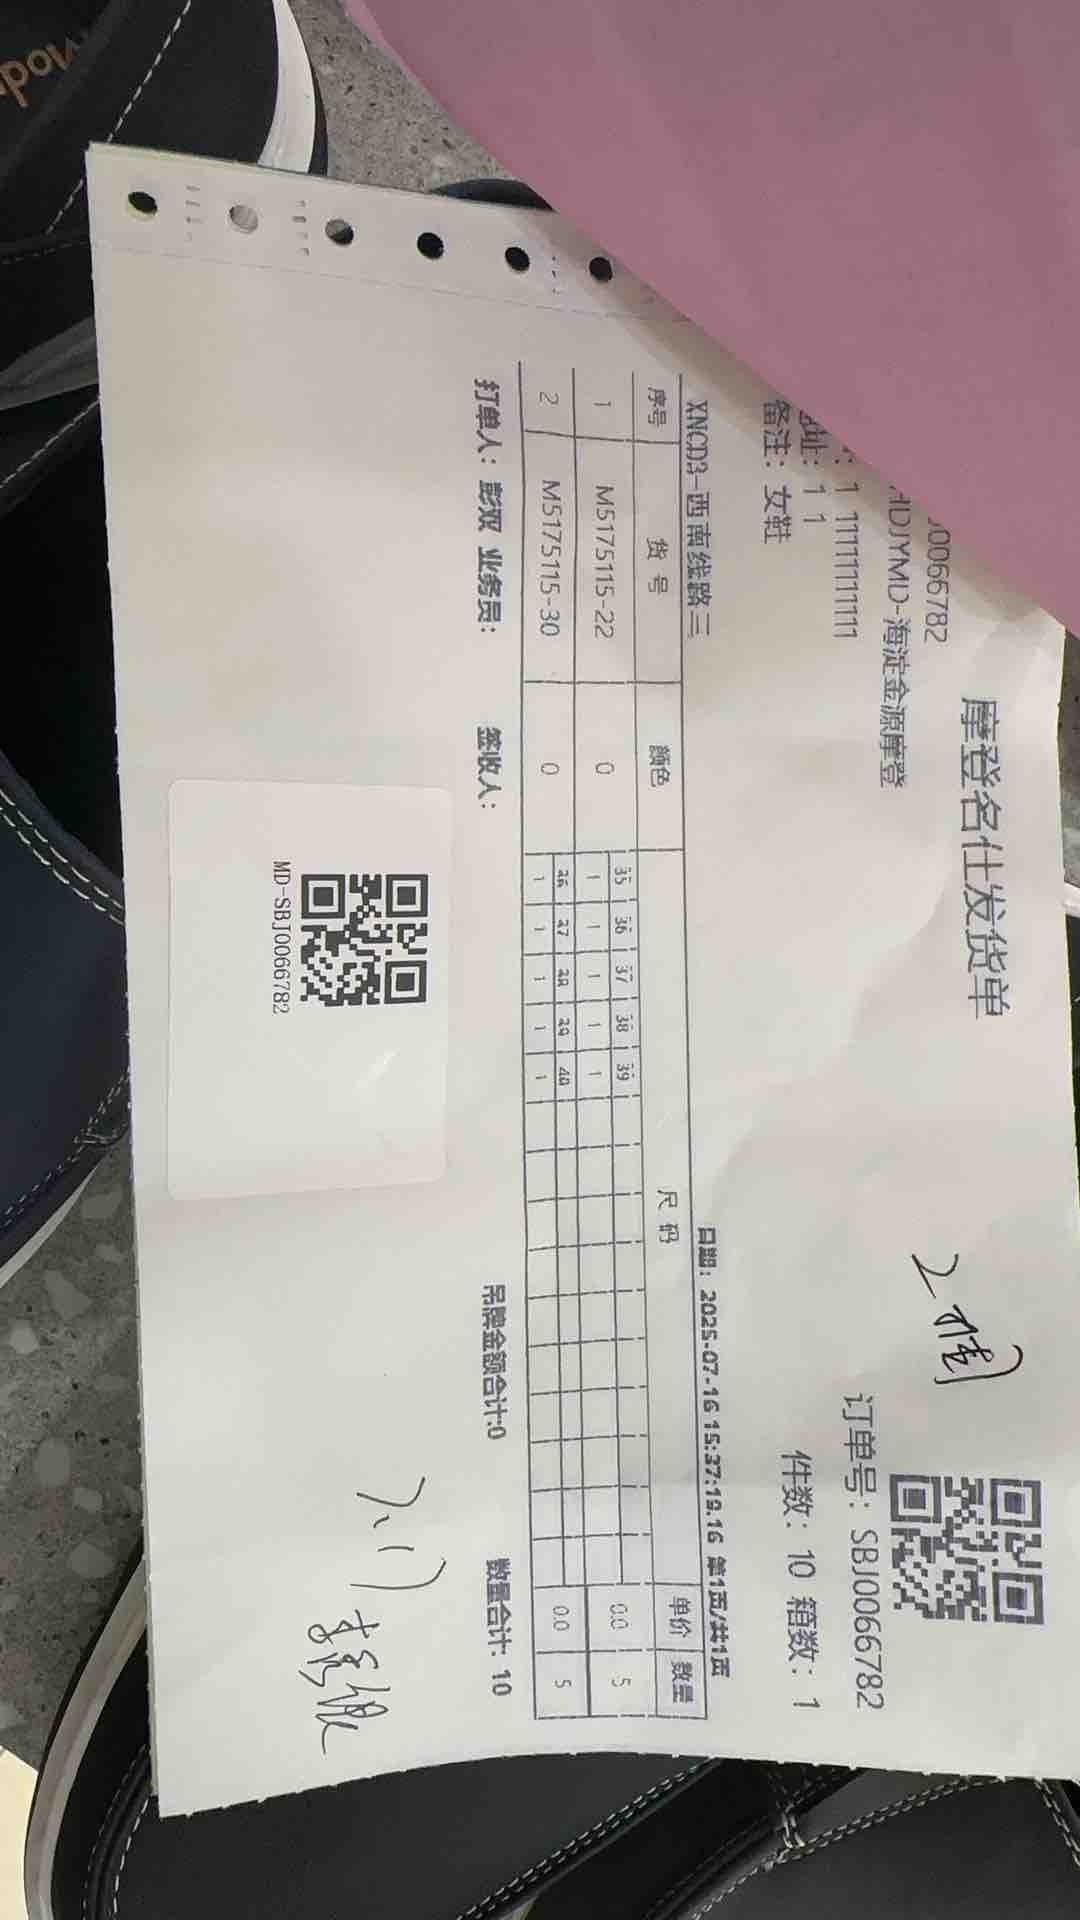 摩登名仕发货单
J0066782
HDJYMD-海淀金源摩登
订单号：SBJ0066782
: 1 1111111111
址：1 1
件数：10 箱数：1
备注：女鞋
XNCD3-西南线路三
日期：2025-07-16 15:37:19.16 第1页/共1页
序号 货号 颜色 尺码 单价 数量
35 36 37 38 39
1 M5175115-22 0 1 1 1 1 1 0.0 5
36 37 38 39 40
2 M5175115-30 0 1 1 1 1 1 0.0 5
打单人：彭双 业务员： 签收人： 吊牌金额合计:0 数量合计：10
MD-SBJ0066782